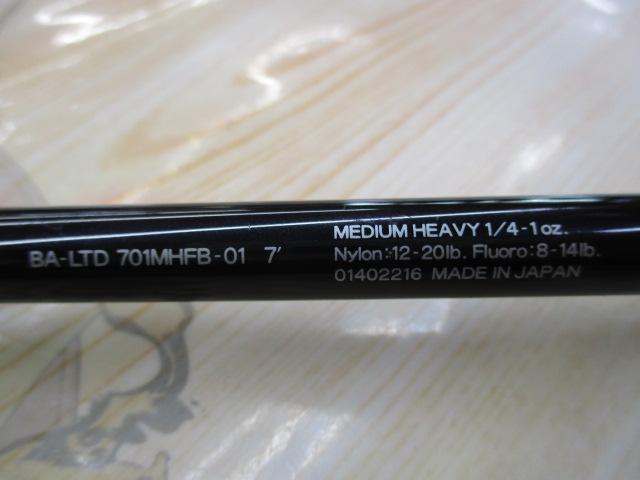 BA-LTD 701MHFB-01 7'
MEDIUM HEAVY 1/4-1oz.
Nylon:12-20lb. Fluoro:8-14lb.
01402216 MADE IN JAPAN